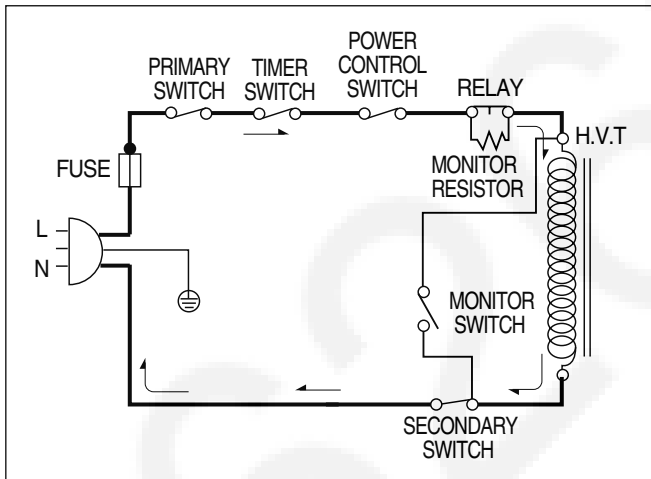 PRIMARY
SWITCH
TIMER
SWITCH
POWER
CONTROL
SWITCH
RELAY
H.V.T
MONITOR
RESISTOR
FUSE
L
N
MONITOR
SWITCH
SECONDARY
SWITCH